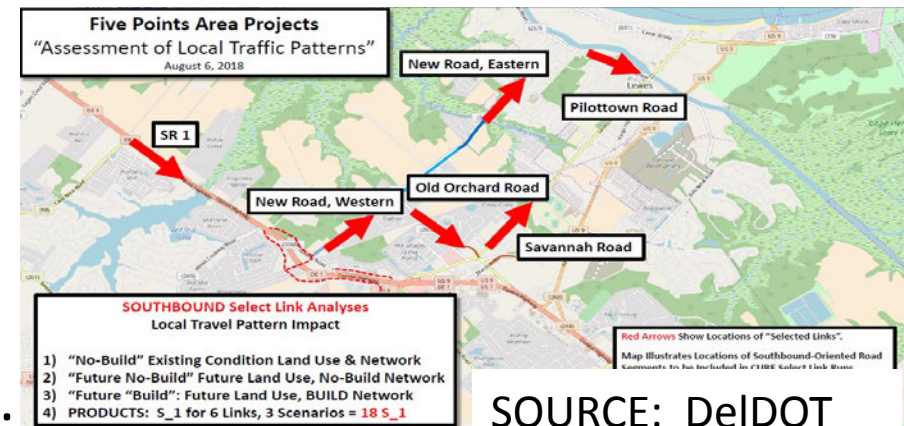 Five Points Area Projects
"Assessment of Local Traffic Patterns"
August 6, 2018
New Road, Eastern
Lewes
Pilottown Road
SR 1
Old Orchard Road
New Road, Western
Savannah Road
SOUTHBOUND Select Link Analyses
Local Travel Pattern Impact
1) "No-Build" Existing Condition Land Use & Network
2) "Future No-Build" Future Land Use, No-Build Network
3) "Future "Build": Future Land Use, BUILD Network
4) PRODUCTS: S_1 for 6 Links, 3 Scenarios = 18 S_1
Red Arrows Show Locations of "Selected Links".
Map Illustrates Locations of Southbound-Oriented Road
Segments to be Included in CUBE Select Link Runs
SOURCE: DelDOT